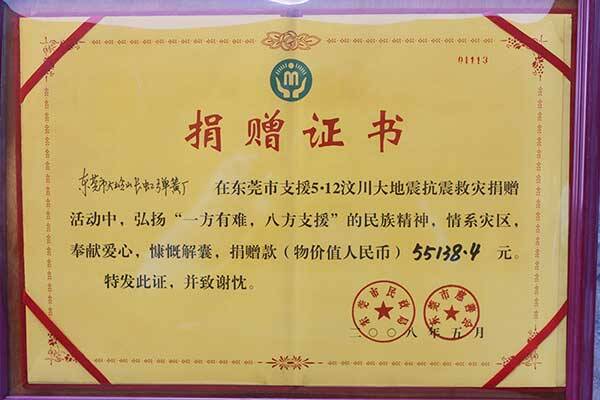 01113
捐赠证书
东莞市大岭山长虹弹簧厂 在东莞市支援5·12汶川大地震抗震救灾捐赠
活动中，弘扬“一方有难，八方支援”的民族精神，情系灾区，
奉献爱心，慷慨解囊，捐赠款（物价值人民币）55138.4 元。
特发此证，并致谢忱。
东莞市民政局
东莞市慈善会
二〇〇八年五月